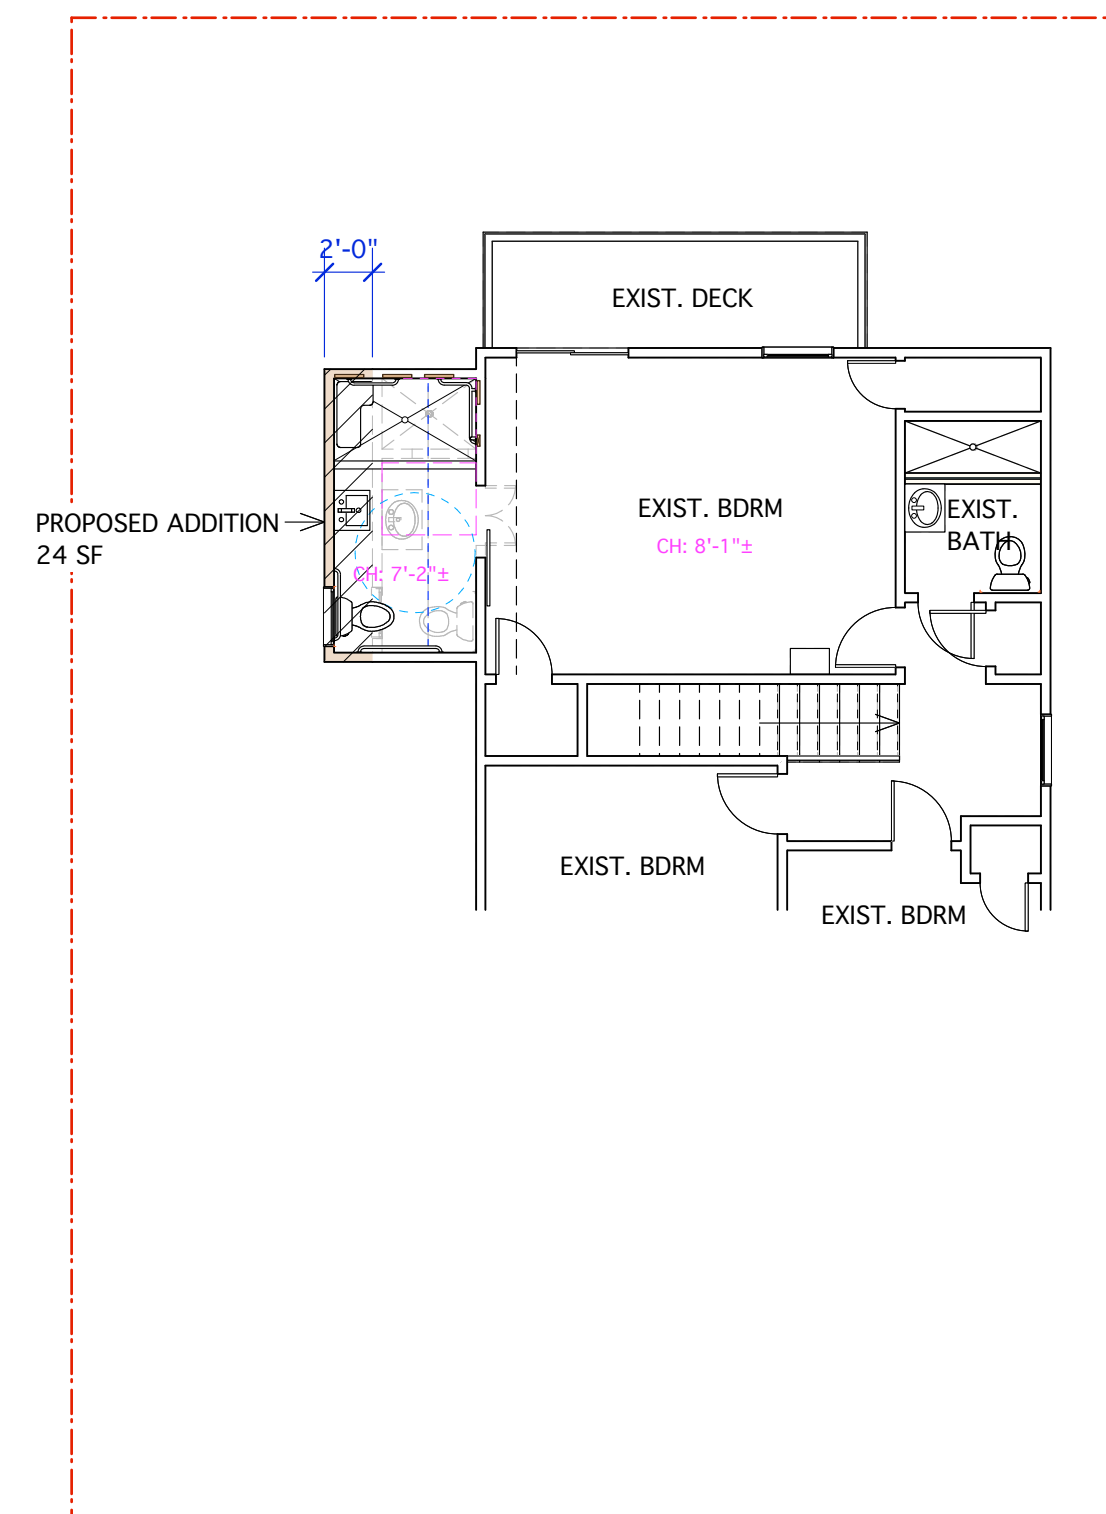 2'-0"
EXIST. DECK
EXIST. BDRM
CH: 8'-1"±
EXIST.
BATH
PROPOSED ADDITION
24 SF
CH: 7'-2"±
EXIST. BDRM
EXIST. BDRM